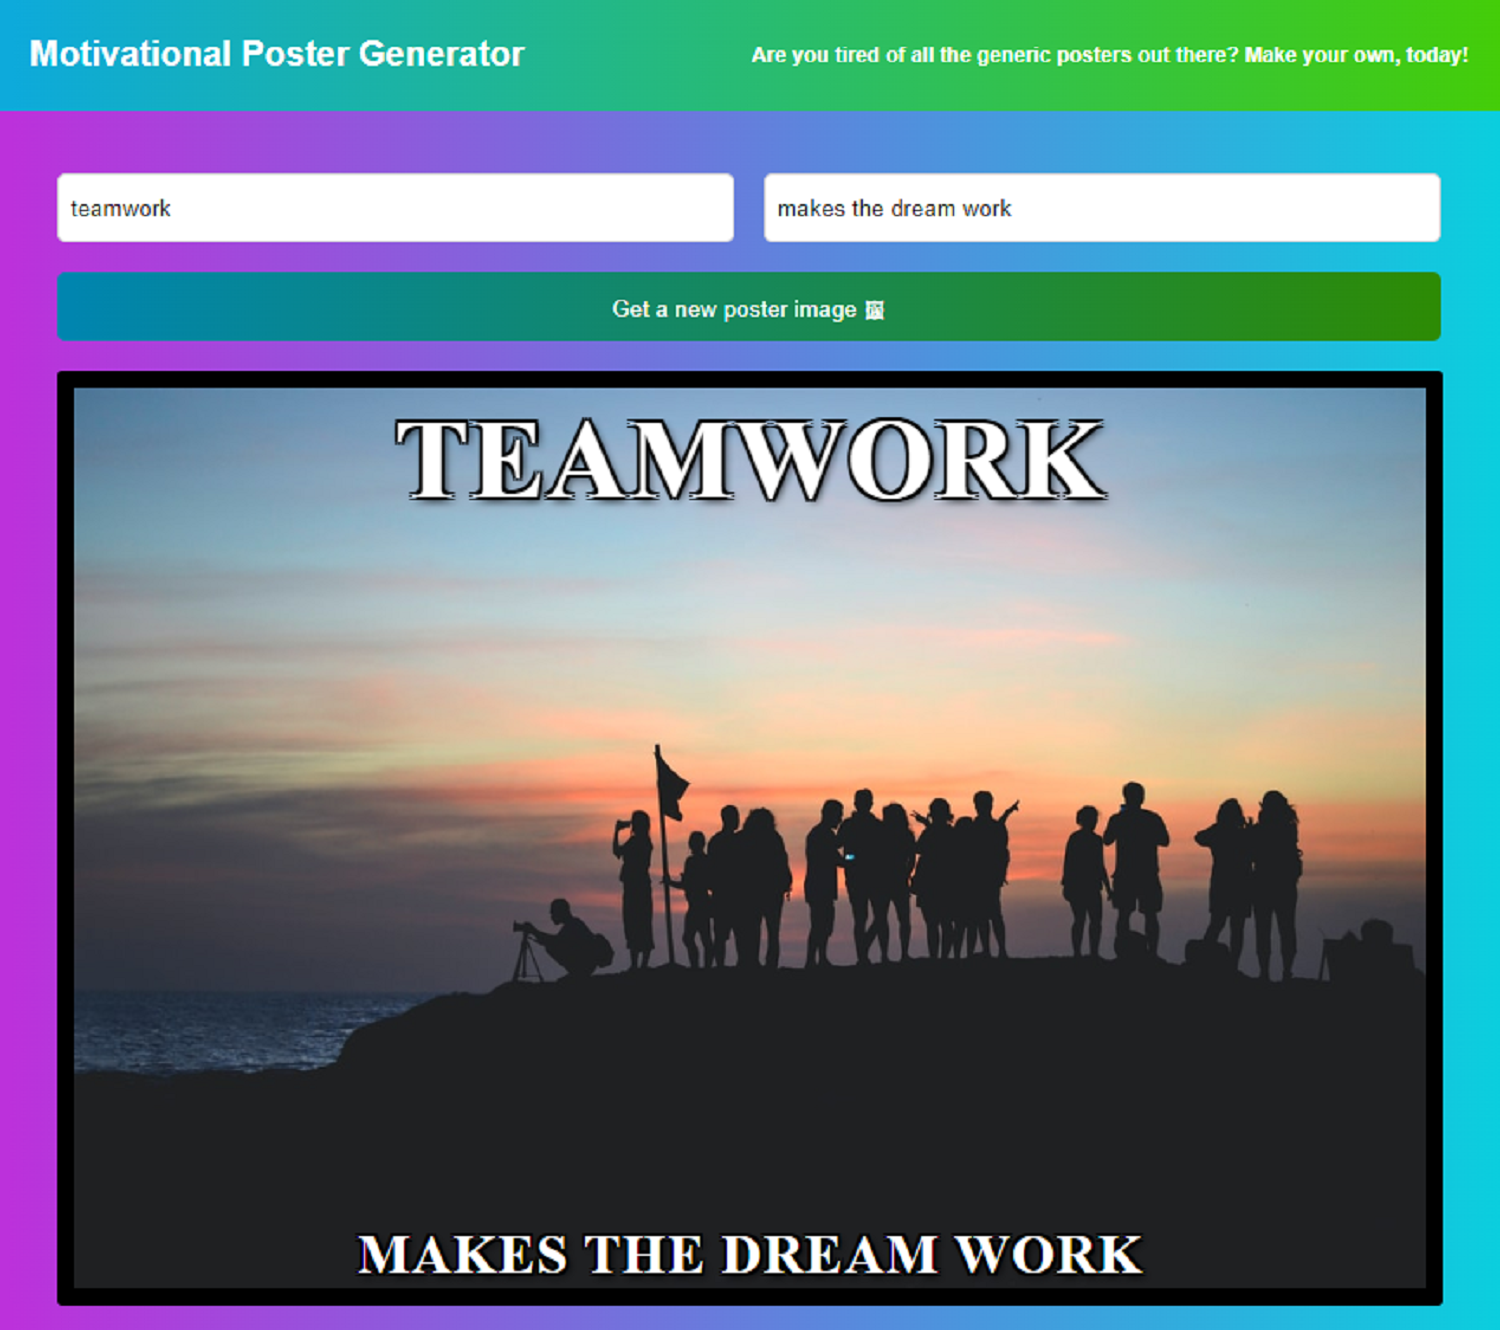 Motivational Poster Generator
Are you tired of all the generic posters out there? Make your own, today!
teamwork
makes the dream work
Get a new poster image 🖼
TEAMWORK
MAKES THE DREAM WORK